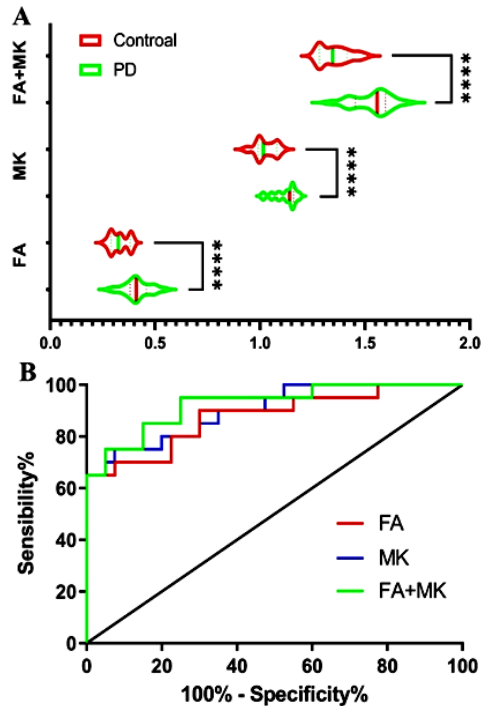 A
Controal
PD
FA+MK
MK
FA
****
****
****
0.0 0.5 1.0 1.5 2.0
B
Sensibility%
100
80
60
40
20
0
FA
MK
FA+MK
0 20 40 60 80 100
100% - Specificity%